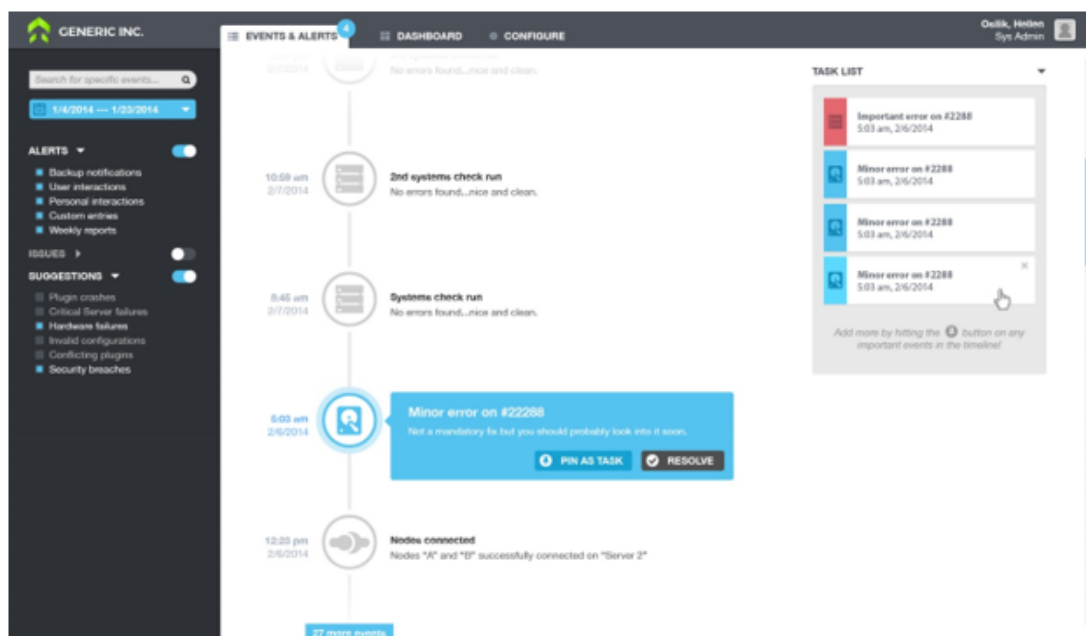 GENERIC INC.
EVENTS & ALERTS
4
DASHBOARD
CONFIGURE
Oeilik, Hellen
Sys Admin
Search for specific events...
1/4/2014 --- 1/23/2014
ALERTS
Backup notifications
User interactions
Personal interactions
Custom entries
Weekly reports
ISSUES
SUGGESTIONS
Plugin crashes
Critical Server failures
Hardware failures
Invalid configurations
Conflicting plugins
Security breaches
No errors found...nice and clean.
10:59 am
2/7/2014
2nd systems check run
No errors found...nice and clean.
8:45 am
2/7/2014
Systems check run
No errors found...nice and clean.
5:03 am
2/6/2014
Minor error on #22288
Not a mandatory fix but you should probably look into it soon.
PIN AS TASK
RESOLVE
12:23 pm
2/6/2014
Nodes connected
Nodes "A" and "B" successfully connected on "Server 2"
27 more events
TASK LIST
Important error on #2288
5:03 am, 2/6/2014
Minor error on #2288
5:03 am, 2/6/2014
Minor error on #2288
5:03 am, 2/6/2014
Minor error on #2288
5:03 am, 2/6/2014
Add more by hitting the button on any
important events in the timeline!